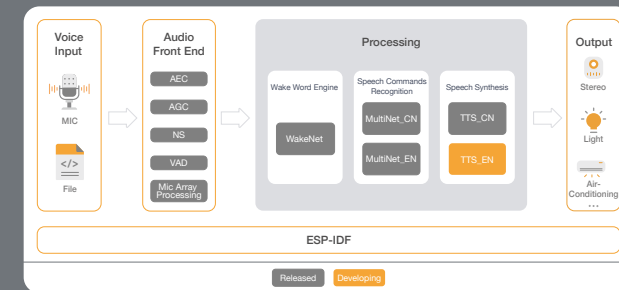 Voice
Input
MIC
</>
File
Audio
Front End
AEC
AGC
NS
VAD
Mic Array
Processing
Processing
Wake Word Engine
WakeNet
Speech Commands
Recognition
MultiNet_CN
MultiNet_EN
Speech Synthesis
TTS_CN
TTS_EN
Output
Stereo
Light
Air-
Conditioning
...
ESP-IDF
Released
Developing